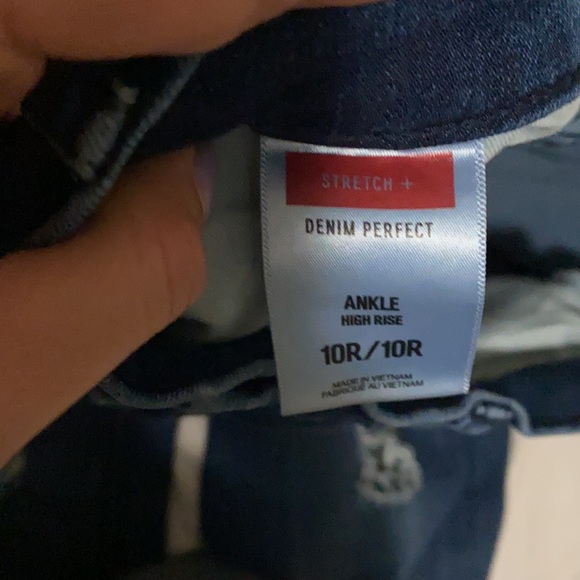 STRETCH +
DENIM PERFECT
ANKLE
HIGH RISE
10R/10R
MADE IN VIETNAM
FABRIQUÉ AU VIETNAM